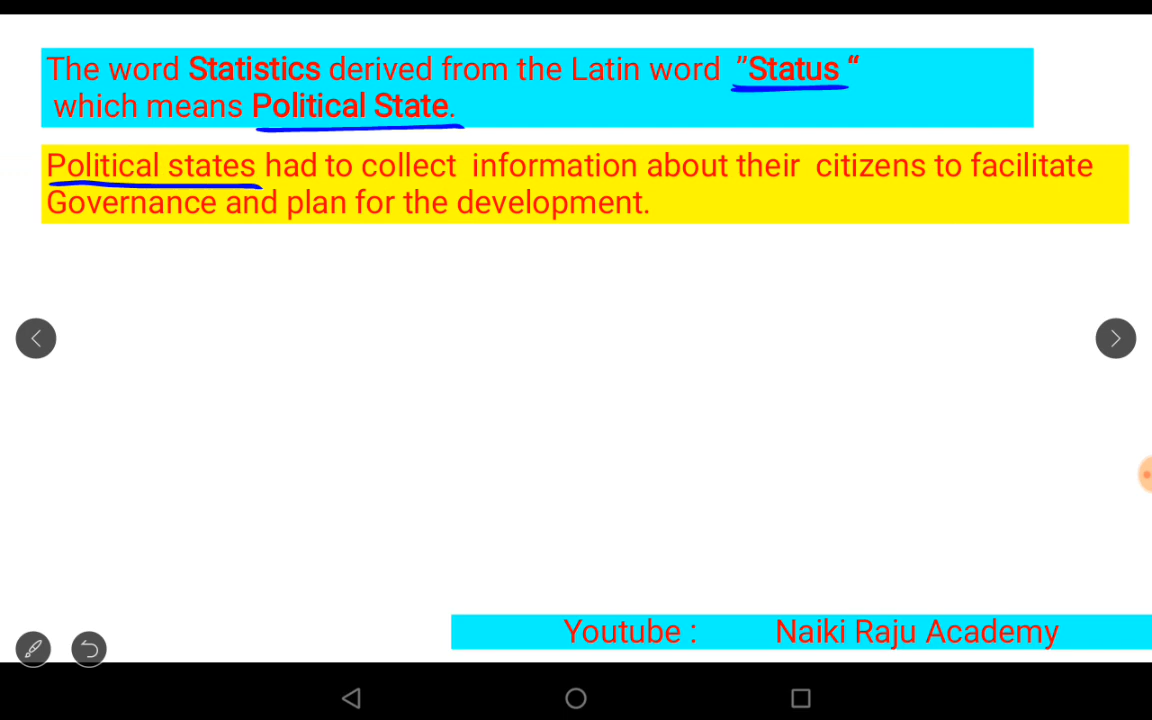 The word Statistics derived from the Latin word ”Status “
which means Political State.
Political states had to collect information about their citizens to facilitate
Governance and plan for the development.
Youtube : Naiki Raju Academy